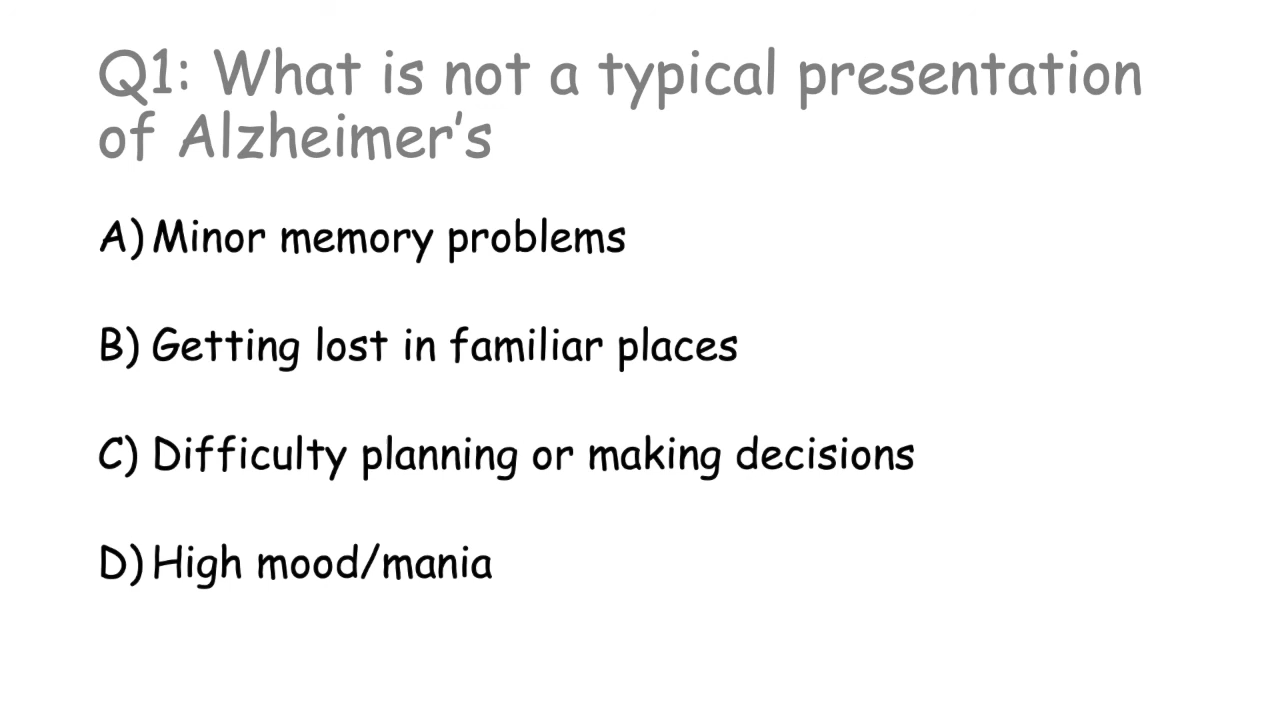 Q1: What is not a typical presentation
of Alzheimer’s
A) Minor memory problems
B) Getting lost in familiar places
C) Difficulty planning or making decisions
D) High mood/mania